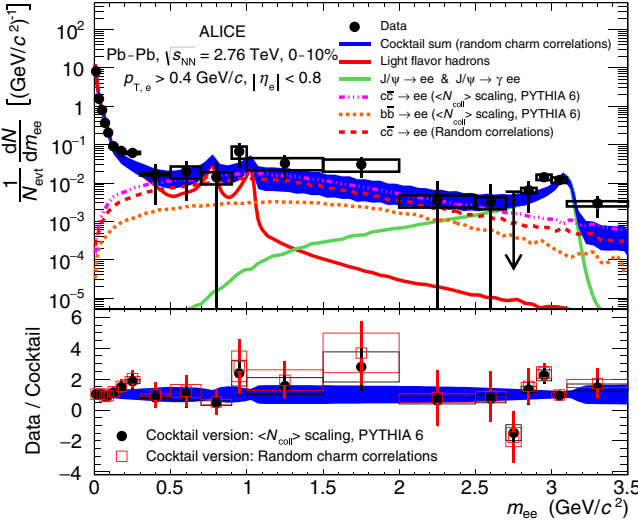 ALICE
Pb-Pb, √sNN = 2.76 TeV, 0-10%
pT, e > 0.4 GeV/c, |ηe| < 0.8
Data
Cocktail sum (random charm correlations)
Light flavor hadrons
J/ψ → ee & J/ψ → γ ee
cc̅ → ee (<Ncoll> scaling, PYTHIA 6)
bb̅ → ee (<Ncoll> scaling, PYTHIA 6)
cc̅ → ee (Random correlations)
1/Nevt dN/dmee [(GeV/c²)⁻¹]
10²
10
1
10⁻¹
10⁻²
10⁻³
10⁻⁴
10⁻⁵
Data / Cocktail
6
4
2
0
−2
−4
Cocktail version: <Ncoll> scaling, PYTHIA 6
Cocktail version: Random charm correlations
0 0.5 1 1.5 2 2.5 3 3.5
mee (GeV/c²)